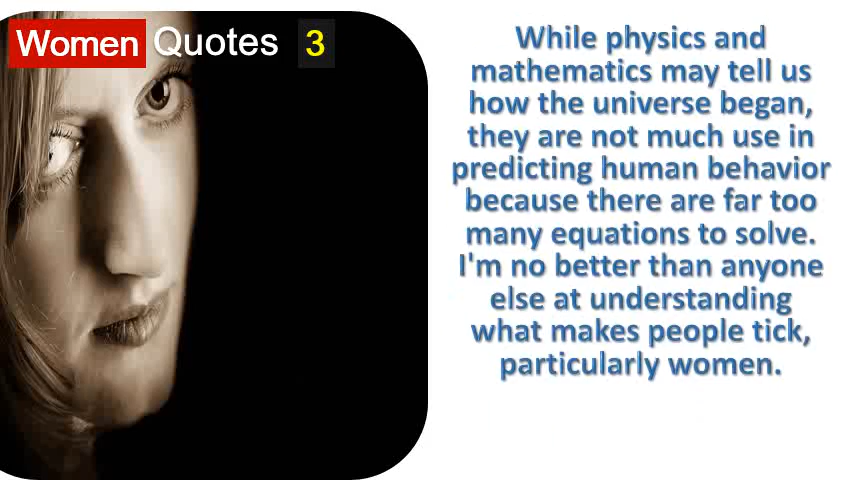 Women Quotes 3
While physics and
mathematics may tell us
how the universe began,
they are not much use in
predicting human behavior
because there are far too
many equations to solve.
I'm no better than anyone
else at understanding
what makes people tick,
particularly women.